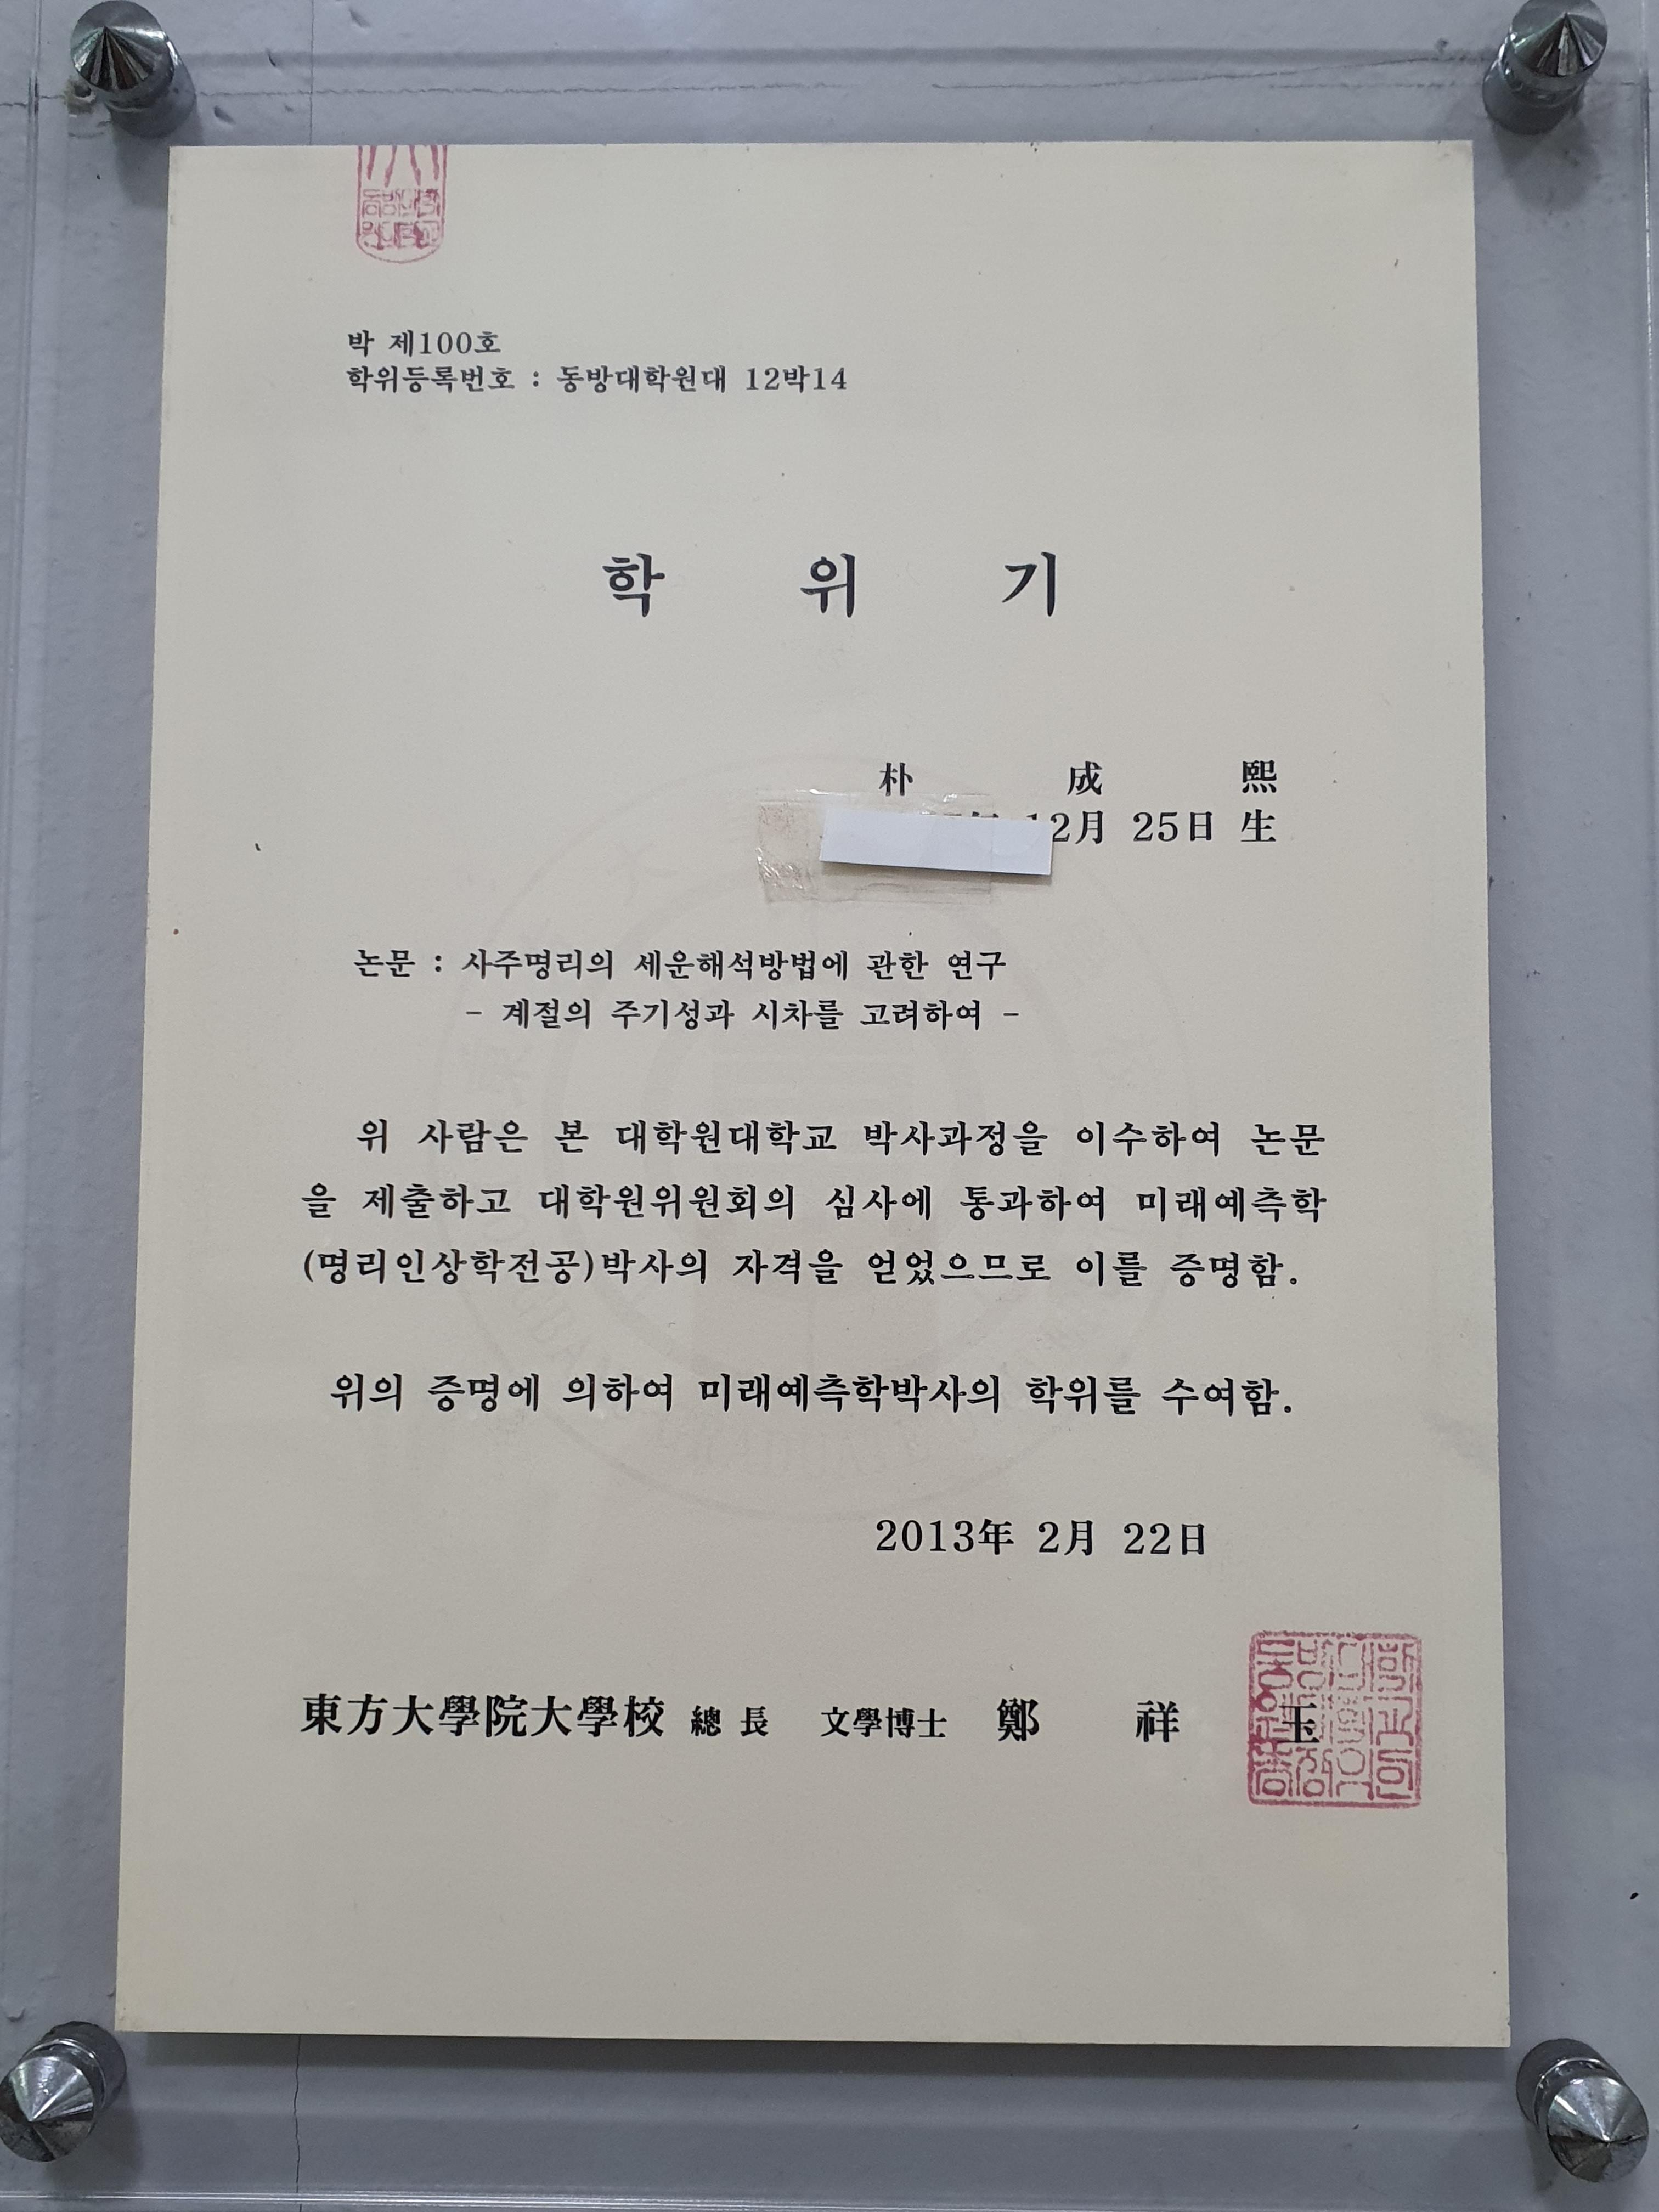 박 제100호
학위등록번호 : 동방대학원대 12박14
학 위 기
朴 成 熙
12月 25日 生
논문 : 사주명리의 세운해석방법에 관한 연구
- 계절의 주기성과 시차를 고려하여 -
위 사람은 본 대학원대학교 박사과정을 이수하여 논문
을 제출하고 대학원위원회의 심사에 통과하여 미래예측학
(명리인상학전공)박사의 자격을 얻었으므로 이를 증명함.
위의 증명에 의하여 미래예측학박사의 학위를 수여함.
2013年 2月 22日
東方大學院大學校 總 長 文學博士 鄭 祥 玉